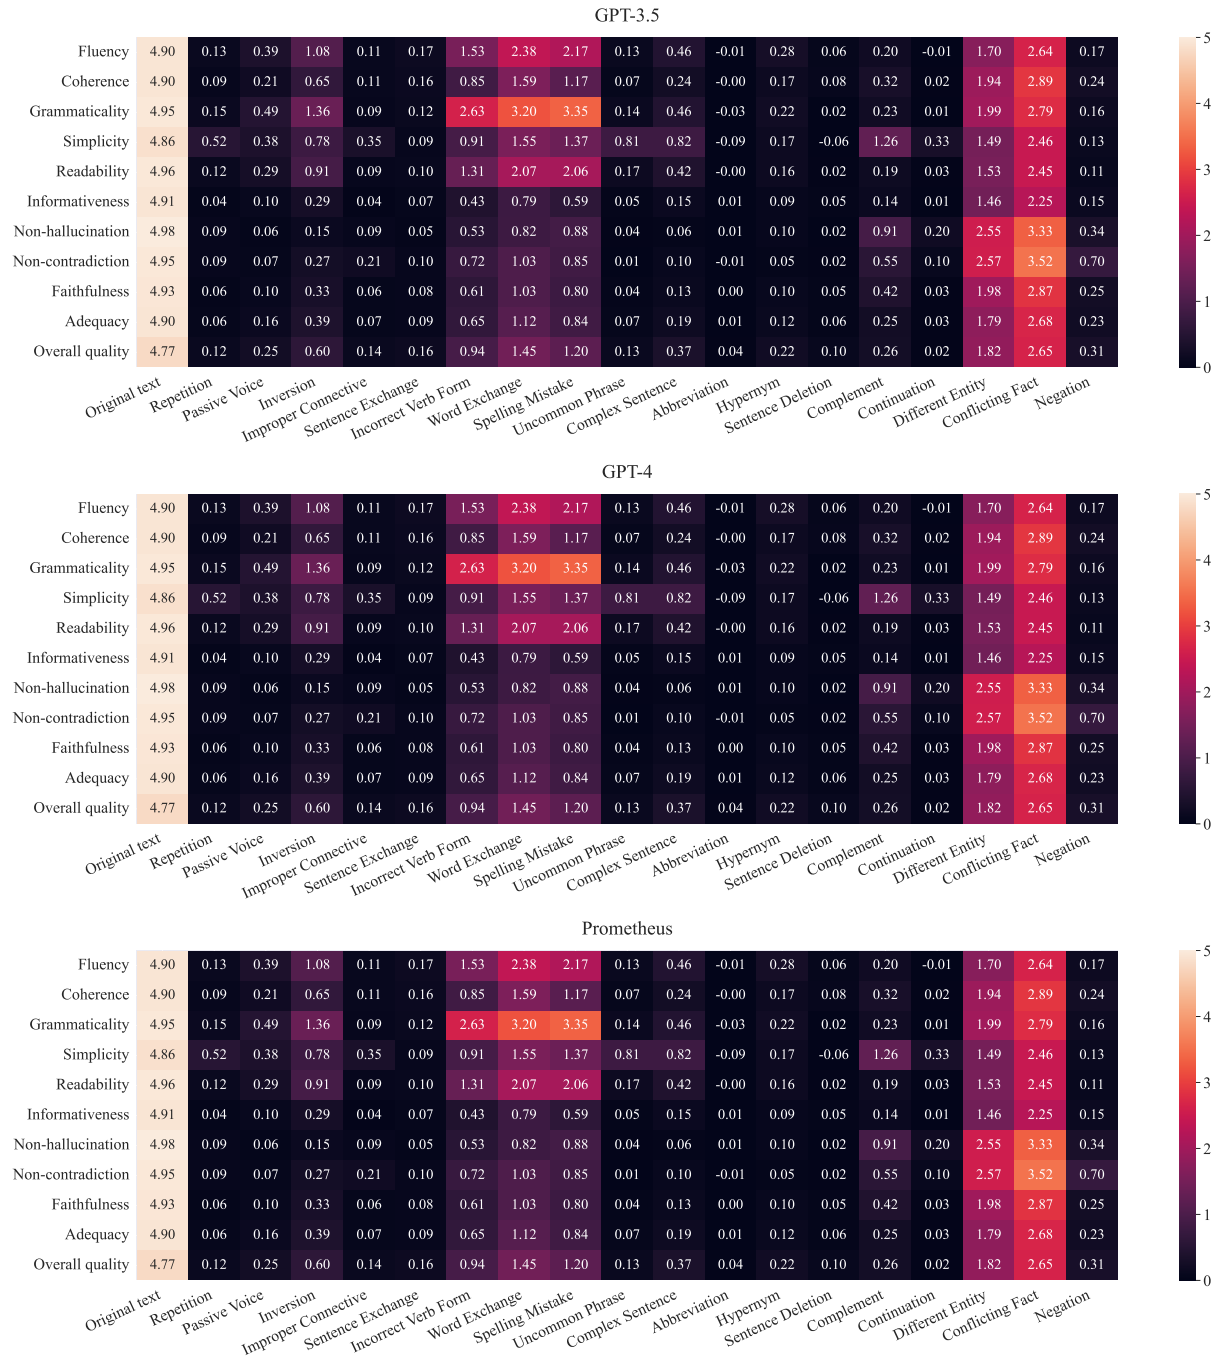 GPT-3.5
Fluency 4.90 0.13 0.39 1.08 0.11 0.17 1.53 2.38 2.17 0.13 0.46 -0.01 0.28 0.06 0.20 -0.01 1.70 2.64 0.17
Coherence 4.90 0.09 0.21 0.65 0.11 0.16 0.85 1.59 1.17 0.07 0.24 -0.00 0.17 0.08 0.32 0.02 1.94 2.89 0.24
Grammaticality 4.95 0.15 0.49 1.36 0.09 0.12 2.63 3.20 3.35 0.14 0.46 -0.03 0.22 0.02 0.23 0.01 1.99 2.79 0.16
Simplicity 4.86 0.52 0.38 0.78 0.35 0.09 0.91 1.55 1.37 0.81 0.82 -0.09 0.17 -0.06 1.26 0.33 1.49 2.46 0.13
Readability 4.96 0.12 0.29 0.91 0.09 0.10 1.31 2.07 2.06 0.17 0.42 -0.00 0.16 0.02 0.19 0.03 1.53 2.45 0.11
Informativeness 4.91 0.04 0.10 0.29 0.04 0.07 0.43 0.79 0.59 0.05 0.15 0.01 0.09 0.05 0.14 0.01 1.46 2.25 0.15
Non-hallucination 4.98 0.09 0.06 0.15 0.09 0.05 0.53 0.82 0.88 0.04 0.06 0.01 0.10 0.02 0.91 0.20 2.55 3.33 0.34
Non-contradiction 4.95 0.09 0.07 0.27 0.21 0.10 0.72 1.03 0.85 0.01 0.10 -0.01 0.05 0.02 0.55 0.10 2.57 3.52 0.70
Faithfulness 4.93 0.06 0.10 0.33 0.06 0.08 0.61 1.03 0.80 0.04 0.13 0.00 0.10 0.05 0.42 0.03 1.98 2.87 0.25
Adequacy 4.90 0.06 0.16 0.39 0.07 0.09 0.65 1.12 0.84 0.07 0.19 0.01 0.12 0.06 0.25 0.03 1.79 2.68 0.23
Overall quality 4.77 0.12 0.25 0.60 0.14 0.16 0.94 1.45 1.20 0.13 0.37 0.04 0.22 0.10 0.26 0.02 1.82 2.65 0.31
Original text Repetition Passive Voice Inversion Improper Connective Sentence Exchange Incorrect Verb Form Word Exchange Spelling Mistake Uncommon Phrase Complex Sentence Abbreviation Hypernym Sentence Deletion Complement Continuation Different Entity Conflicting Fact Negation
5
4
3
2
1
0
GPT-4
Fluency 4.90 0.13 0.39 1.08 0.11 0.17 1.53 2.38 2.17 0.13 0.46 -0.01 0.28 0.06 0.20 -0.01 1.70 2.64 0.17
Coherence 4.90 0.09 0.21 0.65 0.11 0.16 0.85 1.59 1.17 0.07 0.24 -0.00 0.17 0.08 0.32 0.02 1.94 2.89 0.24
Grammaticality 4.95 0.15 0.49 1.36 0.09 0.12 2.63 3.20 3.35 0.14 0.46 -0.03 0.22 0.02 0.23 0.01 1.99 2.79 0.16
Simplicity 4.86 0.52 0.38 0.78 0.35 0.09 0.91 1.55 1.37 0.81 0.82 -0.09 0.17 -0.06 1.26 0.33 1.49 2.46 0.13
Readability 4.96 0.12 0.29 0.91 0.09 0.10 1.31 2.07 2.06 0.17 0.42 -0.00 0.16 0.02 0.19 0.03 1.53 2.45 0.11
Informativeness 4.91 0.04 0.10 0.29 0.04 0.07 0.43 0.79 0.59 0.05 0.15 0.01 0.09 0.05 0.14 0.01 1.46 2.25 0.15
Non-hallucination 4.98 0.09 0.06 0.15 0.09 0.05 0.53 0.82 0.88 0.04 0.06 0.01 0.10 0.02 0.91 0.20 2.55 3.33 0.34
Non-contradiction 4.95 0.09 0.07 0.27 0.21 0.10 0.72 1.03 0.85 0.01 0.10 -0.01 0.05 0.02 0.55 0.10 2.57 3.52 0.70
Faithfulness 4.93 0.06 0.10 0.33 0.06 0.08 0.61 1.03 0.80 0.04 0.13 0.00 0.10 0.05 0.42 0.03 1.98 2.87 0.25
Adequacy 4.90 0.06 0.16 0.39 0.07 0.09 0.65 1.12 0.84 0.07 0.19 0.01 0.12 0.06 0.25 0.03 1.79 2.68 0.23
Overall quality 4.77 0.12 0.25 0.60 0.14 0.16 0.94 1.45 1.20 0.13 0.37 0.04 0.22 0.10 0.26 0.02 1.82 2.65 0.31
Original text Repetition Passive Voice Inversion Improper Connective Sentence Exchange Incorrect Verb Form Word Exchange Spelling Mistake Uncommon Phrase Complex Sentence Abbreviation Hypernym Sentence Deletion Complement Continuation Different Entity Conflicting Fact Negation
5
4
3
2
1
0
Prometheus
Fluency 4.90 0.13 0.39 1.08 0.11 0.17 1.53 2.38 2.17 0.13 0.46 -0.01 0.28 0.06 0.20 -0.01 1.70 2.64 0.17
Coherence 4.90 0.09 0.21 0.65 0.11 0.16 0.85 1.59 1.17 0.07 0.24 -0.00 0.17 0.08 0.32 0.02 1.94 2.89 0.24
Grammaticality 4.95 0.15 0.49 1.36 0.09 0.12 2.63 3.20 3.35 0.14 0.46 -0.03 0.22 0.02 0.23 0.01 1.99 2.79 0.16
Simplicity 4.86 0.52 0.38 0.78 0.35 0.09 0.91 1.55 1.37 0.81 0.82 -0.09 0.17 -0.06 1.26 0.33 1.49 2.46 0.13
Readability 4.96 0.12 0.29 0.91 0.09 0.10 1.31 2.07 2.06 0.17 0.42 -0.00 0.16 0.02 0.19 0.03 1.53 2.45 0.11
Informativeness 4.91 0.04 0.10 0.29 0.04 0.07 0.43 0.79 0.59 0.05 0.15 0.01 0.09 0.05 0.14 0.01 1.46 2.25 0.15
Non-hallucination 4.98 0.09 0.06 0.15 0.09 0.05 0.53 0.82 0.88 0.04 0.06 0.01 0.10 0.02 0.91 0.20 2.55 3.33 0.34
Non-contradiction 4.95 0.09 0.07 0.27 0.21 0.10 0.72 1.03 0.85 0.01 0.10 -0.01 0.05 0.02 0.55 0.10 2.57 3.52 0.70
Faithfulness 4.93 0.06 0.10 0.33 0.06 0.08 0.61 1.03 0.80 0.04 0.13 0.00 0.10 0.05 0.42 0.03 1.98 2.87 0.25
Adequacy 4.90 0.06 0.16 0.39 0.07 0.09 0.65 1.12 0.84 0.07 0.19 0.01 0.12 0.06 0.25 0.03 1.79 2.68 0.23
Overall quality 4.77 0.12 0.25 0.60 0.14 0.16 0.94 1.45 1.20 0.13 0.37 0.04 0.22 0.10 0.26 0.02 1.82 2.65 0.31
Original text Repetition Passive Voice Inversion Improper Connective Sentence Exchange Incorrect Verb Form Word Exchange Spelling Mistake Uncommon Phrase Complex Sentence Abbreviation Hypernym Sentence Deletion Complement Continuation Different Entity Conflicting Fact Negation
5
4
3
2
1
0